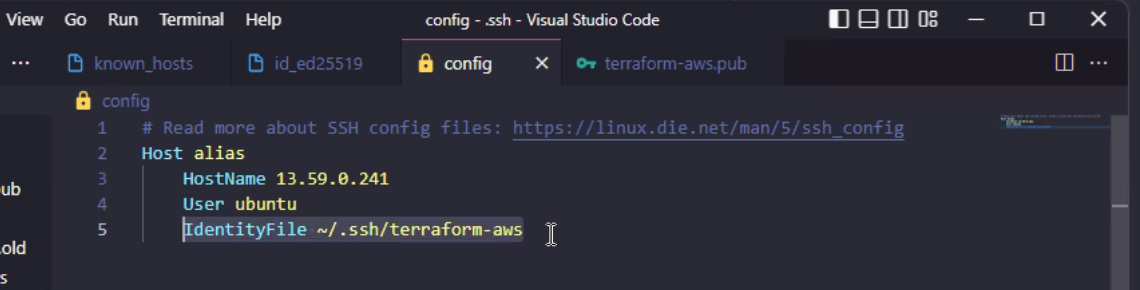 View Go Run Terminal Help config - .ssh - Visual Studio Code
... known_hosts id_ed25519 config terraform-aws.pub ...
config
1 # Read more about SSH config files: https://linux.die.net/man/5/ssh_config
2 Host alias
3 HostName 13.59.0.241
ub
4 User ubuntu
5 IdentityFile ~/.ssh/terraform-aws
.old
s